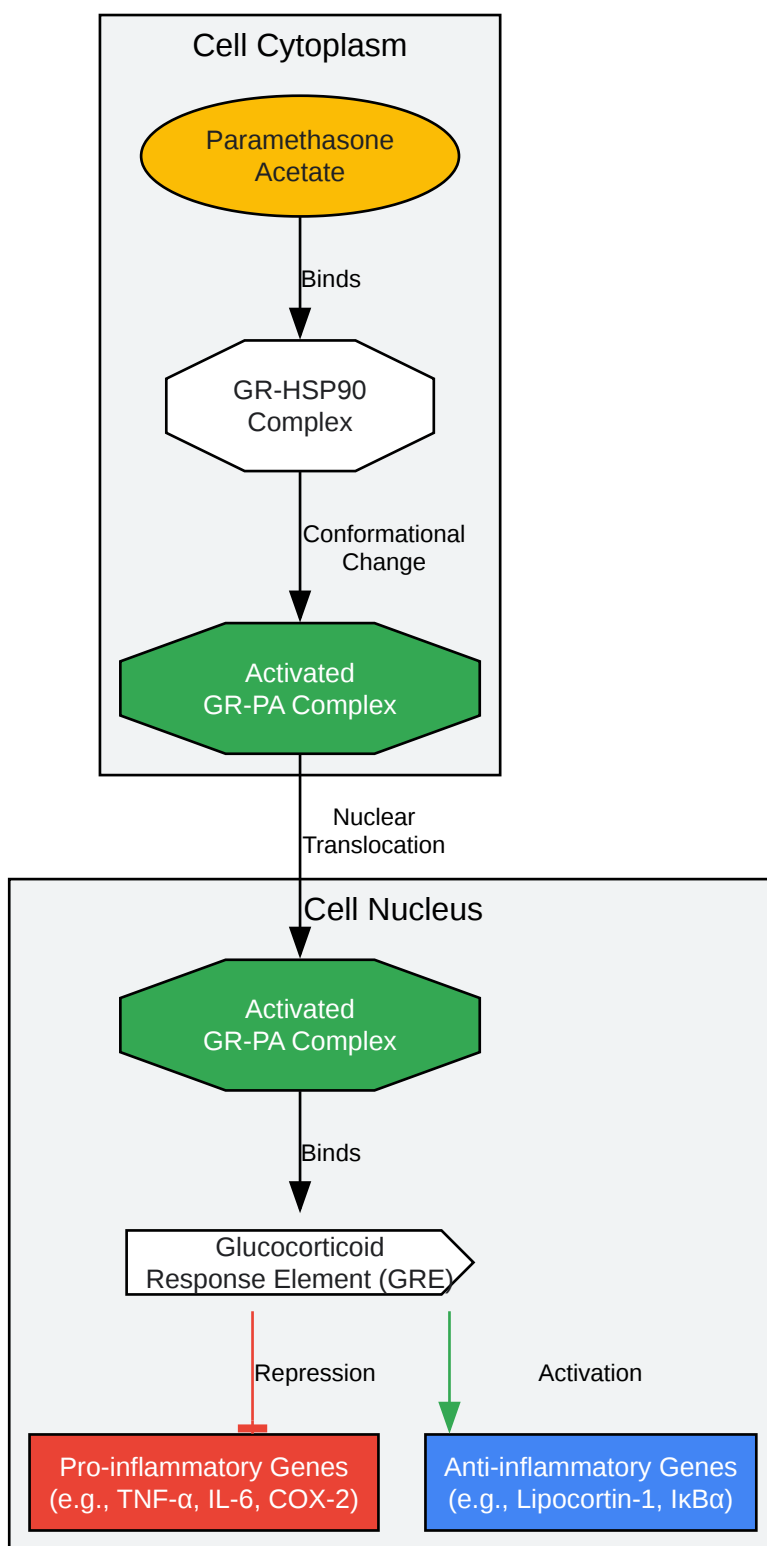 Cell Cytoplasm
Paramethasone
Acetate
Binds
GR-HSP90
Complex
Conformational
Change
Activated
GR-PA Complex
Nuclear
Translocation
Cell Nucleus
Activated
GR-PA Complex
Binds
Glucocorticoid
Response Element (GRE)
Repression
Activation
Pro-inflammatory Genes
(e.g., TNF-α, IL-6, COX-2)
Anti-inflammatory Genes
(e.g., Lipocortin-1, IκBα)